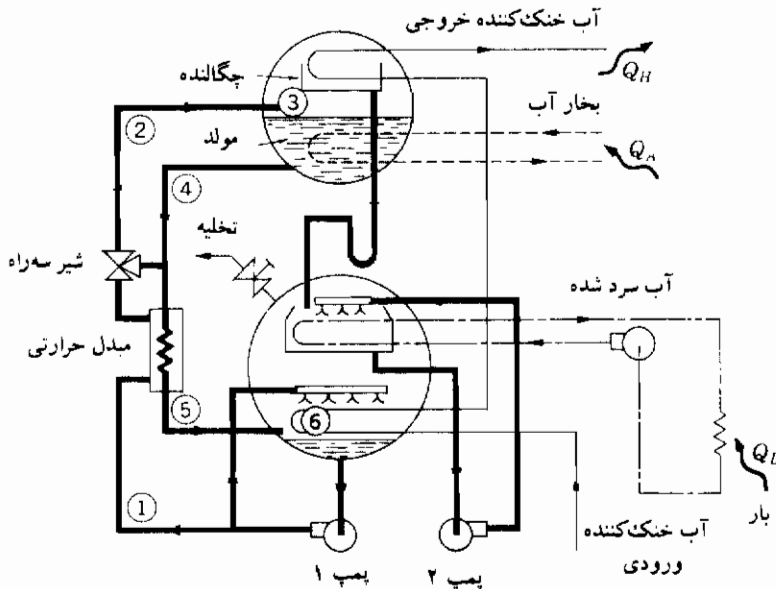 آب خنک‌کننده خروجی
چگالنده
Q_H
③
بخار آب
②
مولد
④
تخلیه
شیر سه‌راه
آب سرد شده
مبدل حرارتی
⑤
⑥
Q_L
بار
①
آب خنک‌کننده
ورودی
پمپ ۱
پمپ ۲